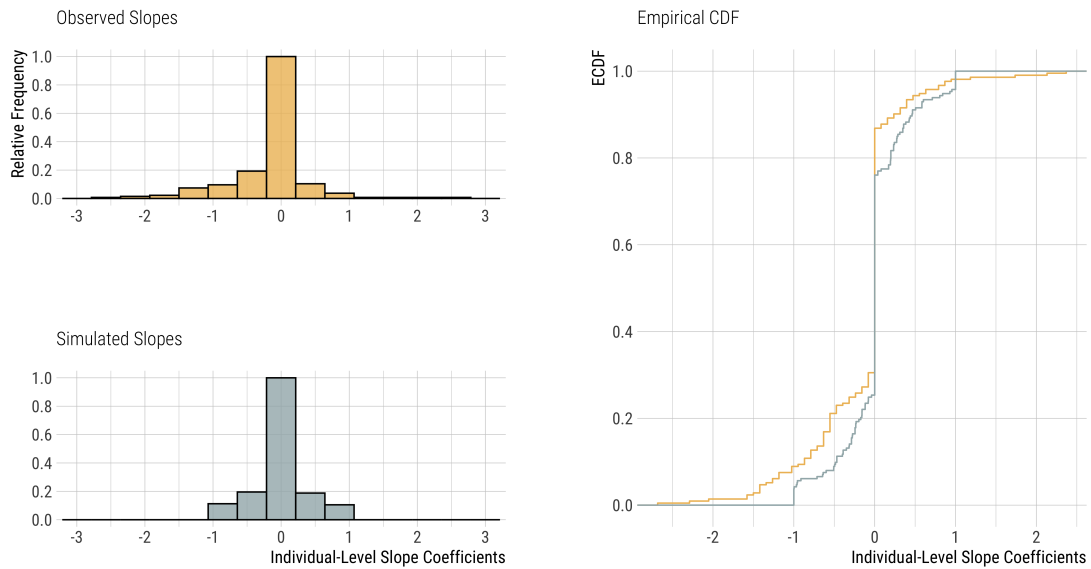 Observed Slopes
Relative Frequency
1.0
0.8
0.6
0.4
0.2
0.0
-3 -2 -1 0 1 2 3
Simulated Slopes
1.0
0.8
0.6
0.4
0.2
0.0
-3 -2 -1 0 1 2 3
Individual-Level Slope Coefficients
Empirical CDF
ECDF
1.0
0.8
0.6
0.4
0.2
0.0
-2 -1 0 1 2
Individual-Level Slope Coefficients